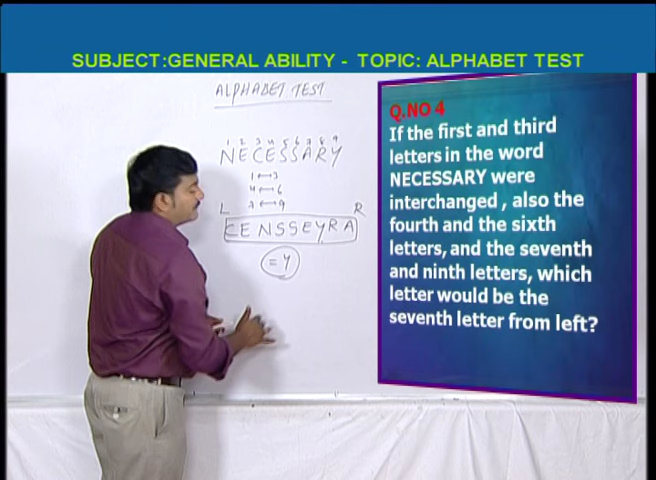 SUBJECT:GENERAL ABILITY - TOPIC: ALPHABET TEST
ALPHABET TEST
1 2 3 4 5 6 7 8 9
NECESSARY
1↔3
4↔6
7↔9
L R
CENSSEYRA
=Y
Q.NO 4
If the first and third
letters in the word
NECESSARY were
interchanged , also the
fourth and the sixth
letters, and the seventh
and ninth letters, which
letter would be the
seventh letter from left?